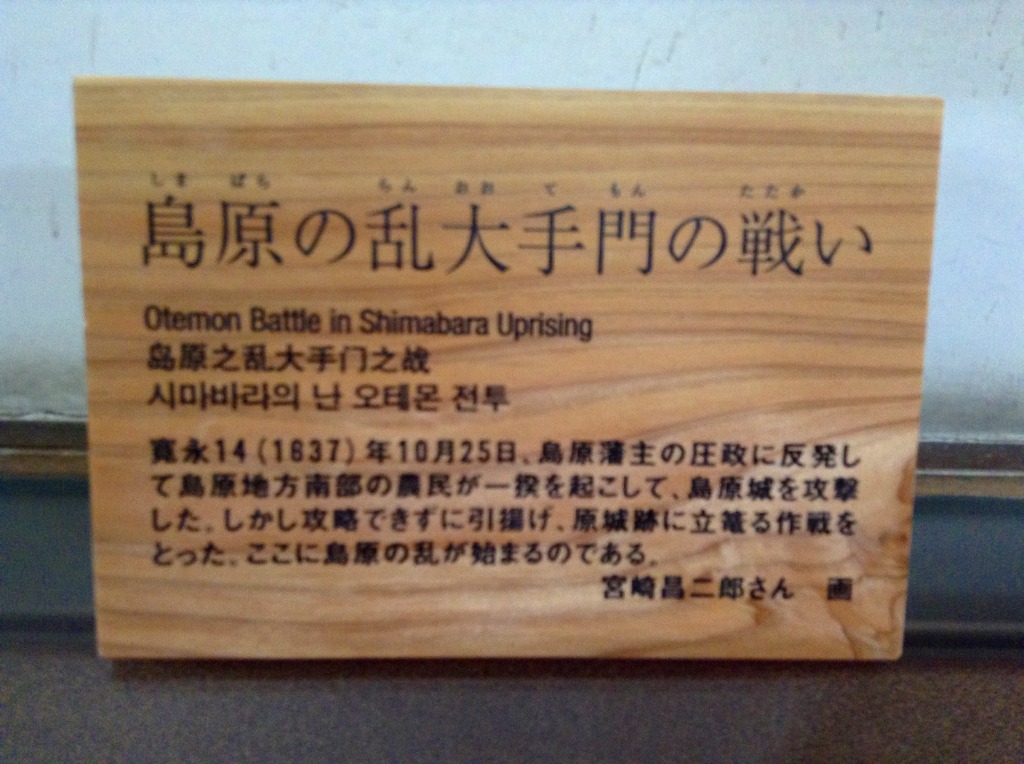 しま ばら らん おお て もん たたか
島原の乱大手門の戦い
Otemon Battle in Shimabara Uprising
岛原之乱大手门之战
시마바라의 난 오테몬 전투
寛永14(1637)年10月25日、島原藩主の圧政に反発し
て島原地方南部の農民が一揆を起こして、島原城を攻撃
した。しかし攻略できずに引揚げ、原城跡に立篭る作戦を
とった。ここに島原の乱が始まるのである。
宮崎昌二郎さん 画